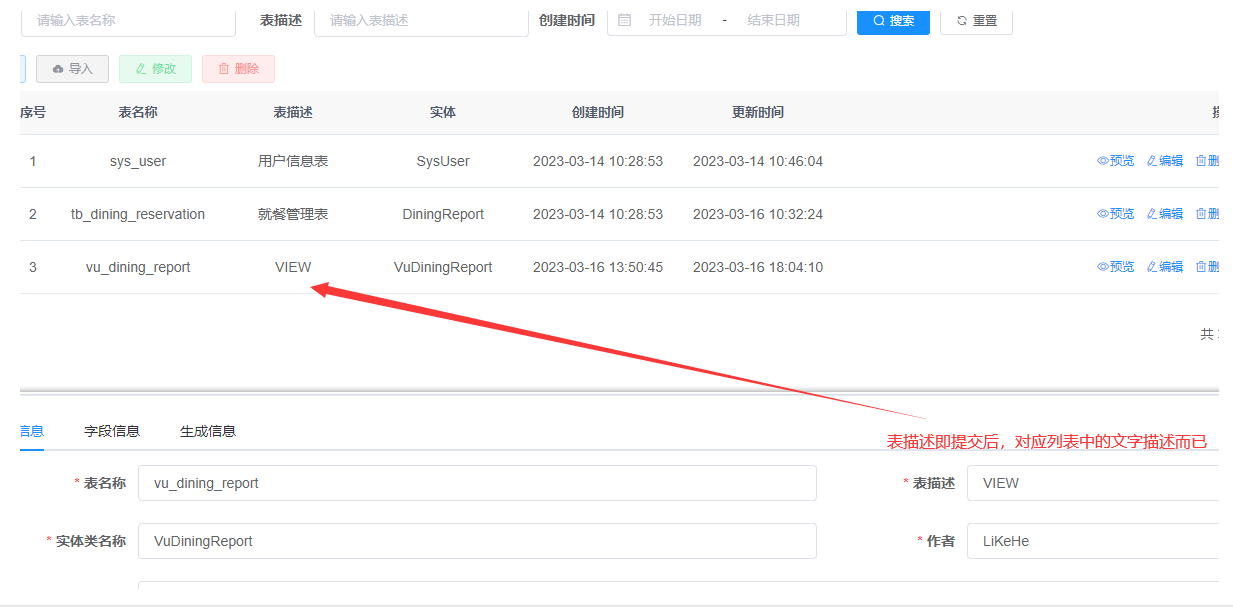 请输入表名称 表描述 请输入表描述 创建时间 开始日期 - 结束日期 搜索 重置
导入 修改 删除
序号 表名称 表描述 实体 创建时间 更新时间
1 sys_user 用户信息表 SysUser 2023-03-14 10:28:53 2023-03-14 10:46:04 预览 编辑 删
2 tb_dining_reservation 就餐管理表 DiningReport 2023-03-14 10:28:53 2023-03-16 10:32:24 预览 编辑 删
3 vu_dining_report VIEW VuDiningReport 2023-03-16 13:50:45 2023-03-16 18:04:10 预览 编辑 删
共
信息 字段信息 生成信息
表描述即提交后，对应列表中的文字描述而已
* 表名称 vu_dining_report * 表描述 VIEW
* 实体类名称 VuDiningReport * 作者 LiKeHe